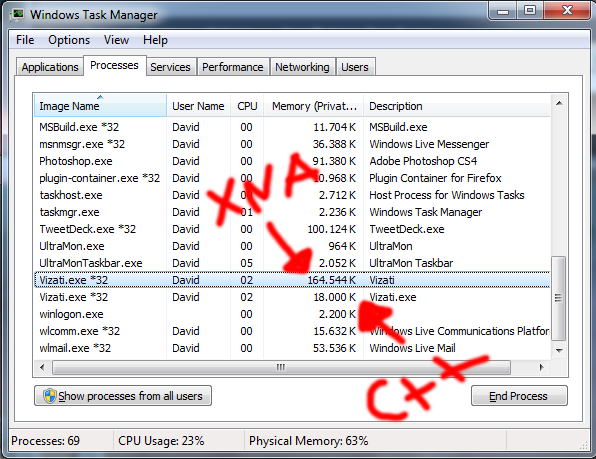 Windows Task Manager
File Options View Help
Applications Processes Services Performance Networking Users
Image Name User Name CPU Memory (Privat... Description
MSBuild.exe *32 David 00 11.704 K MSBuild.exe
msnmsgr.exe *32 David 00 36.388 K Windows Live Messenger
Photoshop.exe David 00 91.380 K Adobe Photoshop CS4
plugin-container.exe *32 David 0.968 K Plugin Container for Firefox
taskhost.exe David 2.712 K Host Process for Windows Tasks
taskmgr.exe David 01 2.236 K Windows Task Manager
XNA
TweetDeck.exe *32 David 00 100.124 K TweetDeck.exe
UltraMon.exe David 00 964 K UltraMon
UltraMonTaskbar.exe David 05 2.052 K UltraMon Taskbar
Vizati.exe *32 David 02 164.544 K Vizati
Vizati.exe *32 David 02 18.000 K Vizati.exe
winlogon.exe 00 2.200 K
wlcomm.exe *32 David 00 15.632 K Windows Live Communications Platfor
wlmail.exe *32 David 00 53.536 K Windows Live Mail
C++
Show processes from all users End Process
Processes: 69 CPU Usage: 23% Physical Memory: 63%